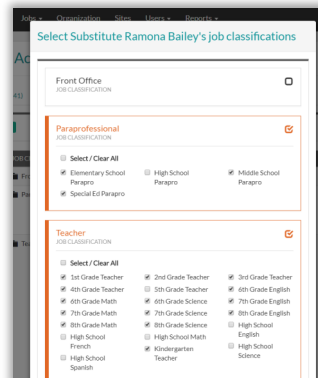 Jobs Organization Sites Users Reports
Select Substitute Ramona Bailey's job classifications
Ac
Front Office
JOB CLASSIFICATION
Paraprofessional
JOB CLASSIFICATION
Select / Clear All
Elementary School Parapro
High School Parapro
Middle School Parapro
Special Ed Parapro
Teacher
JOB CLASSIFICATION
Select / Clear All
1st Grade Teacher 2nd Grade Teacher 3rd Grade Teacher
4th Grade Teacher 5th Grade Teacher 6th Grade English
6th Grade Math 6th Grade Science 7th Grade English
7th Grade Math 7th Grade Science 8th Grade English
8th Grade Math 8th Grade Science High School English
High School French
High School Math
Kindergarten Teacher
High School Science
High School Spanish